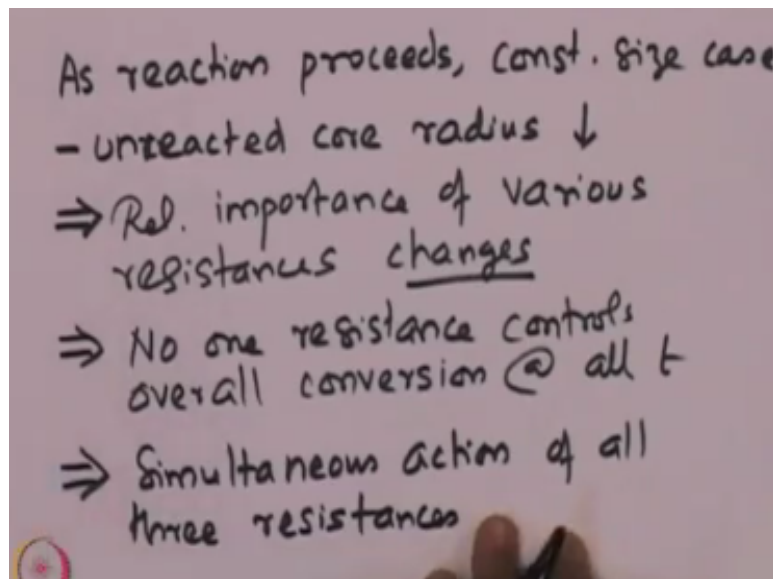 As reaction proceeds, const. size case
- unreacted core radius ↓
⇒ Rel. importance of various
resistances changes
⇒ No one resistance controls
overall conversion @ all t
⇒ Simultaneous action of all
three resistances